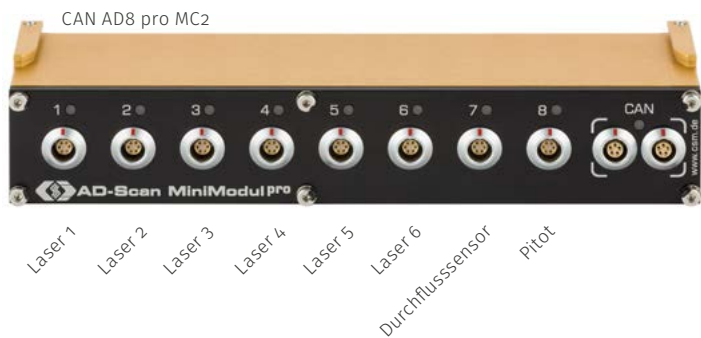 CAN AD8 pro MC2
1 2 3 4 5 6 7 8 CAN
www.csm.de
AD-Scan MiniModul pro
Laser 1
Laser 2
Laser 3
Laser 4
Laser 5
Laser 6
Durchflusssensor
Pitot